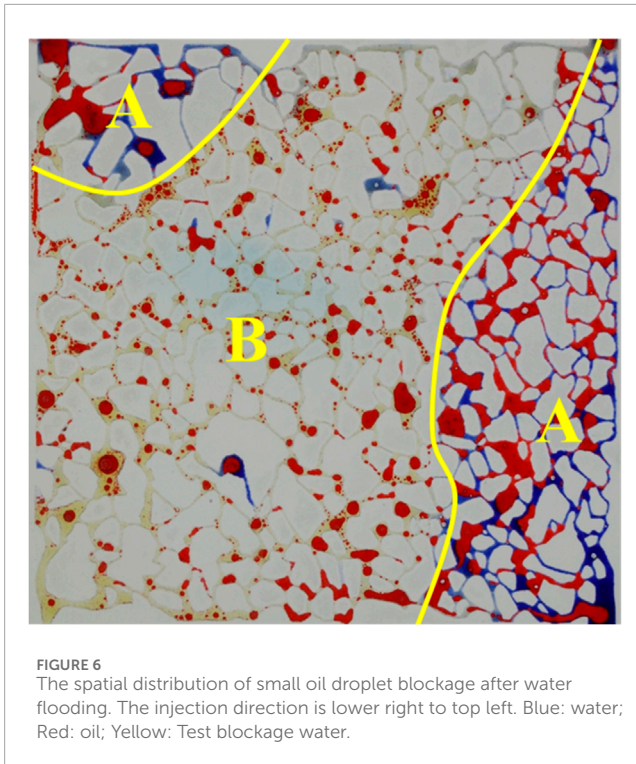 A
B
A
FIGURE 6
The spatial distribution of small oil droplet blockage after water
flooding. The injection direction is lower right to top left. Blue: water;
Red: oil; Yellow: Test blockage water.